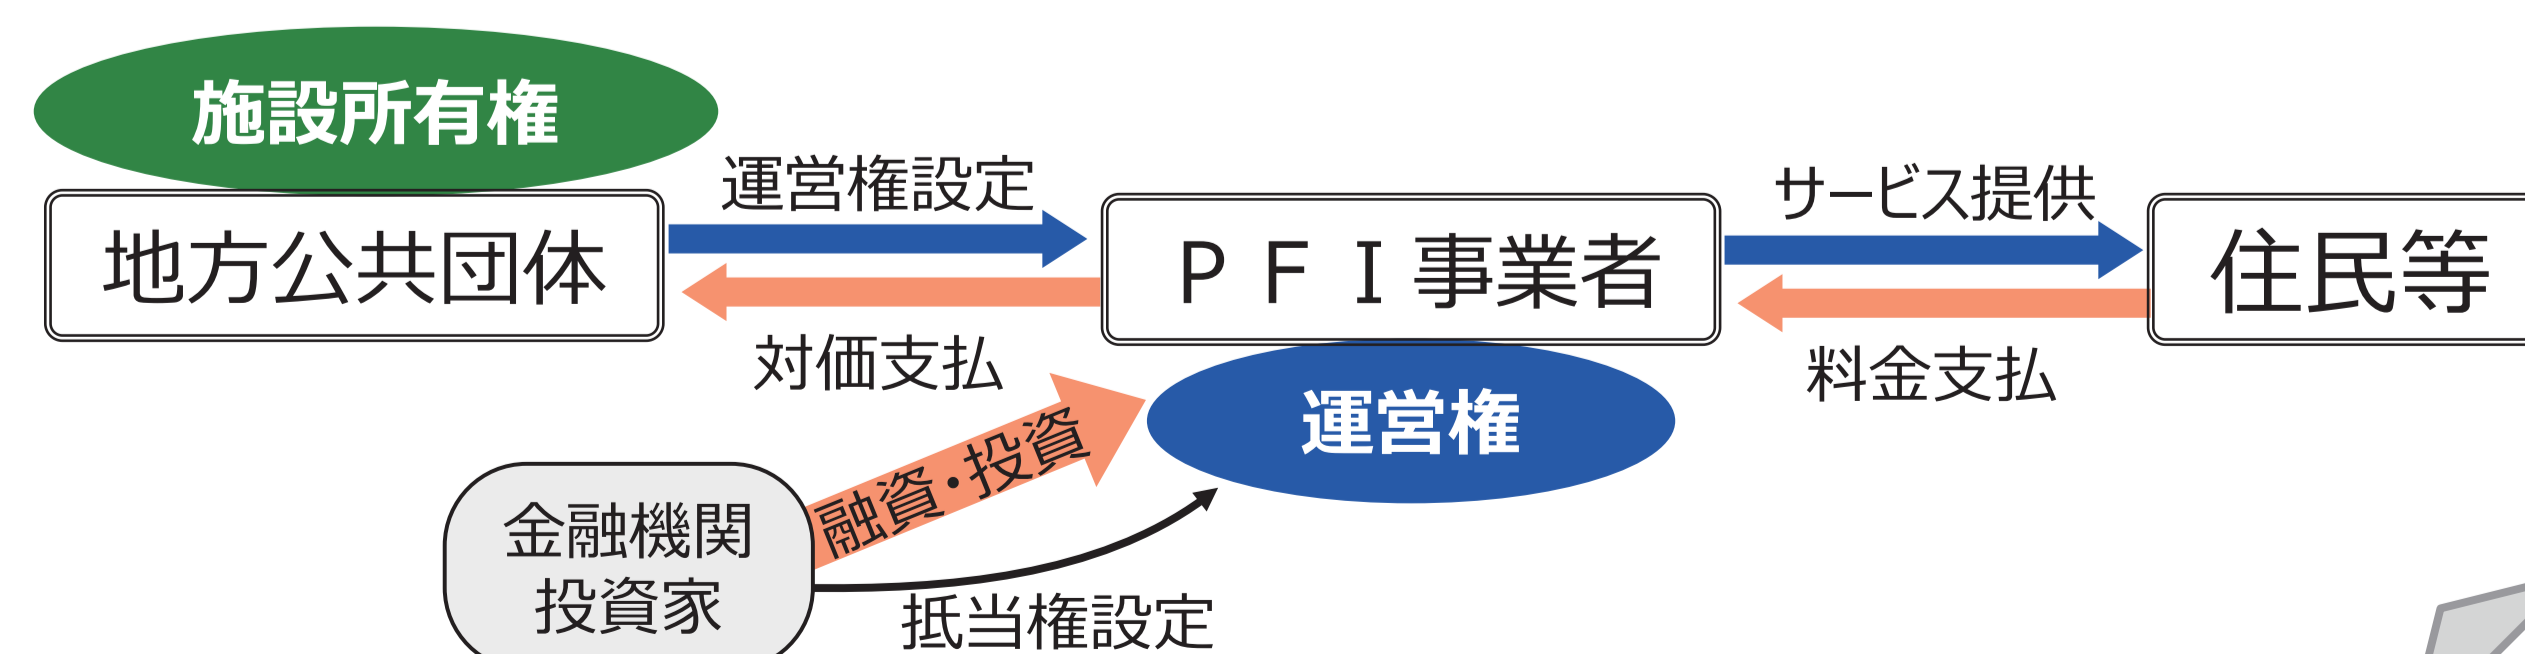 施設所有権
運営権設定
サービス提供
地方公共団体
ＰＦＩ事業者
住民等
対価支払
料金支払
運営権
融資・投資
金融機関
投資家
抵当権設定